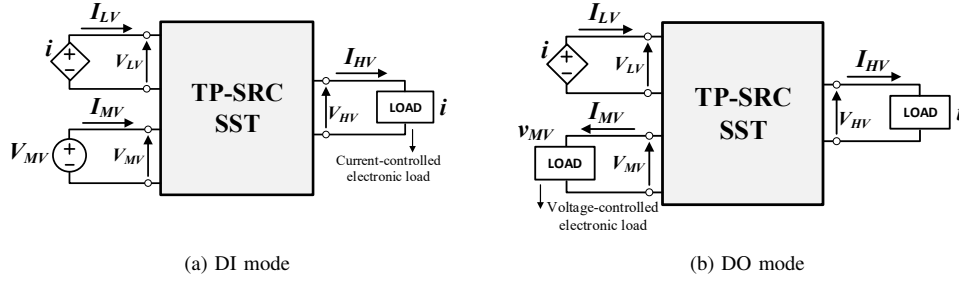 I_LV
i
V_LV
TP-SRC
SST
I_HV
V_HV
LOAD
i
I_MV
V_MV
V_MV
Current-controlled
electronic load
(a) DI mode
I_LV
i
V_LV
TP-SRC
SST
I_HV
V_HV
LOAD
I_MV
v_MV
LOAD
V_MV
Voltage-controlled
electronic load
(b) DO mode